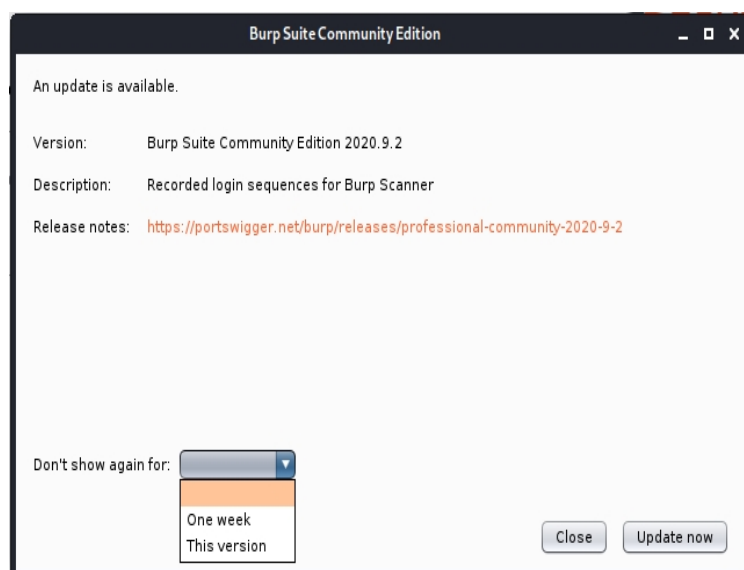 Burp Suite Community Edition
An update is available.
Version: Burp Suite Community Edition 2020.9.2
Description: Recorded login sequences for Burp Scanner
Release notes: https://portswigger.net/burp/releases/professional-community-2020-9-2
Don't show again for:
One week
This version
Close Update now